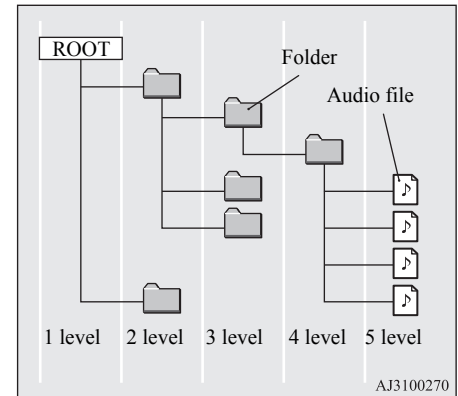 ROOT
Folder
Audio file
1 level 2 level 3 level 4 level 5 level
AJ3100270